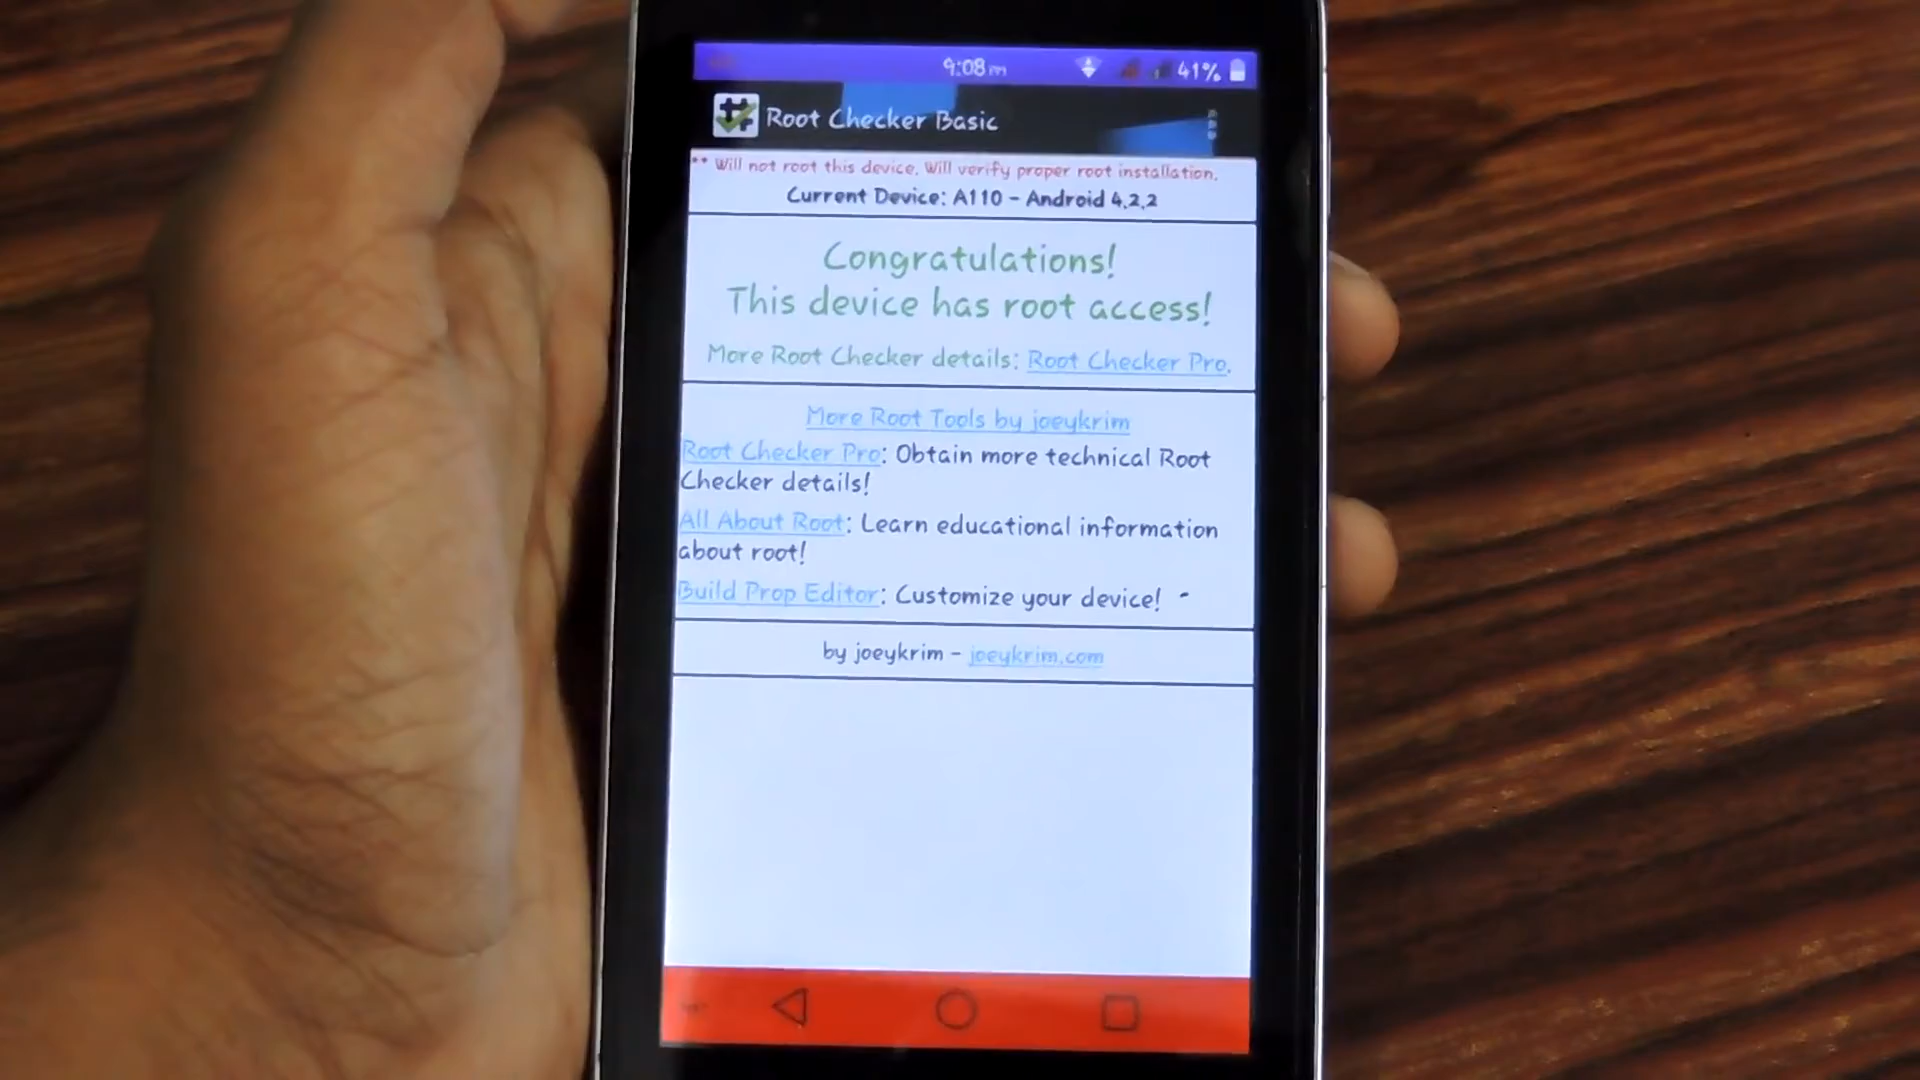 9:08 41%
Root Checker Basic
** Will not root this device. Will verify proper root installation.
Current Device: A110 - Android 4.2.2
Congratulations!
This device has root access!
More Root Checker details: Root Checker Pro.
More Root Tools by joeykrim
Root Checker Pro: Obtain more technical Root
Checker details!
All About Root: Learn educational information
about root!
Build Prop Editor: Customize your device! -
by joeykrim - joeykrim.com